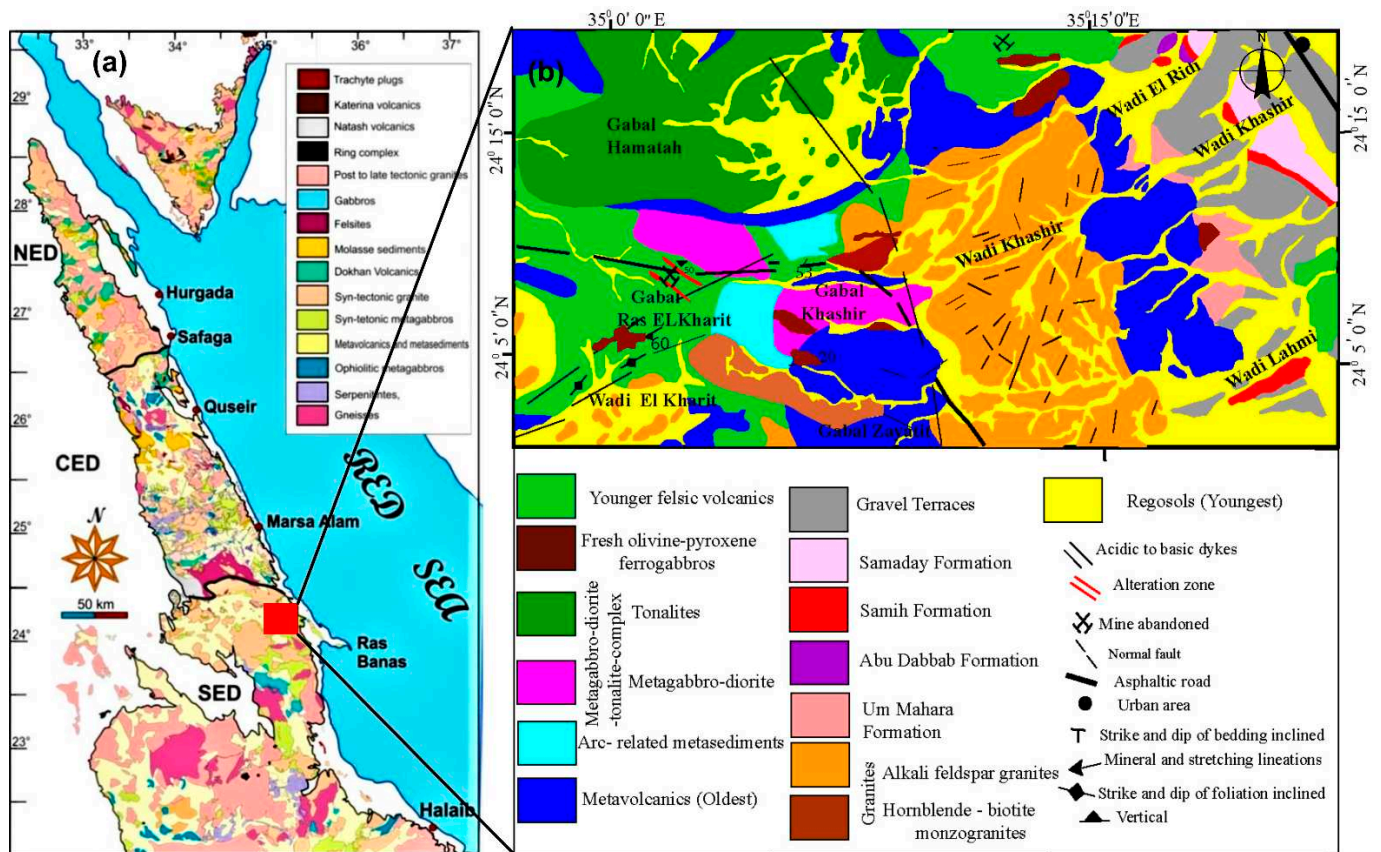 (a)
33°
34°
35°
36°
37°
29°
28°
27°
26°
25°
24°
23°
NED
CED
SED
Hurgada
Safaga
Quseir
Marsa Alam
Ras
Banas
Halaib
RED
SEA
N
50 km
Trachyte plugs
Katerina volcanics
Natash volcanics
Ring complex
Post to late tectonic granites
Gabbros
Felsites
Molasse sediments
Dokhan Volcanics
Syn-tectonic granite
Syn-tetonic metagabbros
Metavolcanics and metasediments
Ophiolitic metagabbros
Serpenitntes,
Gneisses
(b)
35° 0' 0"E
35° 15' 0"E
24° 15' 0"N
24° 5' 0"N
24° 15' 0"N
24° 5' 0"N
N
Gabal
Hamatah
Wadi El Ridi
Wadi Khashir
Wadi Khashir
50
53
Gabal
Ras EL Kharit
Gabal
Khashir
60
50
29
Wadi El Kharit
Gabal Zayatit
Wadi Lahmi
Younger felsic volcanics
Fresh olivine-pyroxene
ferrogabbros
Tonalites
Metagabbro-diorite
Metagabbro-diorite
-tonalite-complex
Arc- related metasediments
Metavolcanics (Oldest)
Gravel Terraces
Samaday Formation
Samih Formation
Abu Dabbab Formation
Um Mahara
Formation
Granites
Alkali feldspar granites
Hornblende - biotite
monzogranites
Regosols (Youngest)
Acidic to basic dykes
Alteration zone
Mine abandoned
Normal fault
Asphaltic road
Urban area
Strike and dip of bedding inclined
Mineral and stretching lineations
Strike and dip of foliation inclined
Vertical